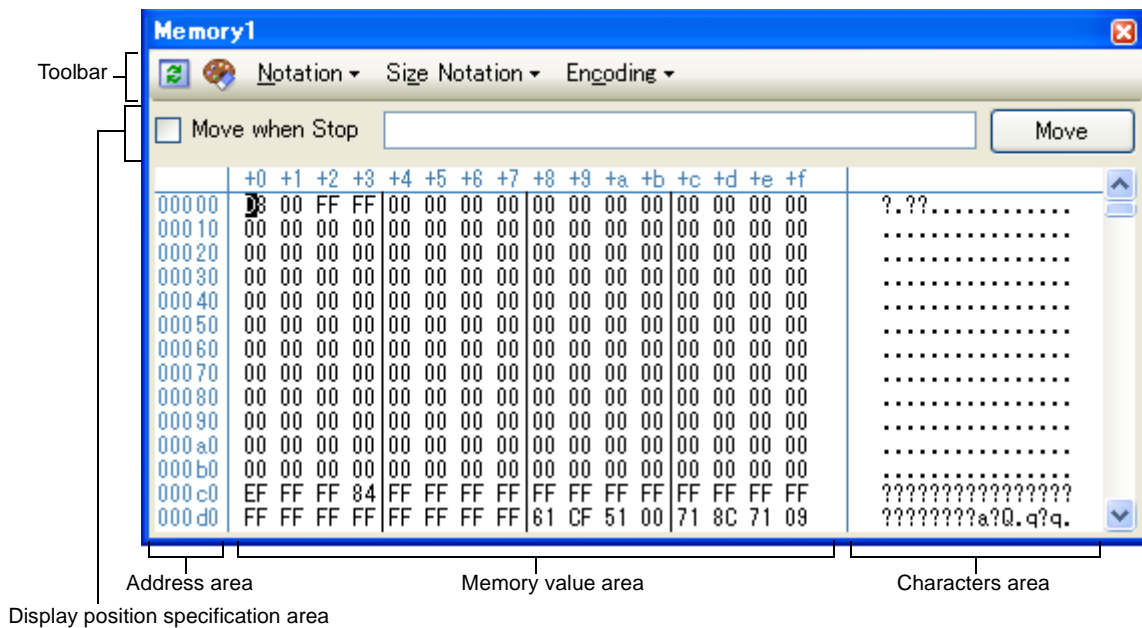 Memory1
Toolbar
Notation Size Notation Encoding
Move when Stop Move
+0 +1 +2 +3 +4 +5 +6 +7 +8 +9 +a +b +c +d +e +f
00000 D8 00 FF FF 00 00 00 00 00 00 00 00 00 00 00 00 ?.??............
00010 00 00 00 00 00 00 00 00 00 00 00 00 00 00 00 00 ................
00020 00 00 00 00 00 00 00 00 00 00 00 00 00 00 00 00 ................
00030 00 00 00 00 00 00 00 00 00 00 00 00 00 00 00 00 ................
00040 00 00 00 00 00 00 00 00 00 00 00 00 00 00 00 00 ................
00050 00 00 00 00 00 00 00 00 00 00 00 00 00 00 00 00 ................
00060 00 00 00 00 00 00 00 00 00 00 00 00 00 00 00 00 ................
00070 00 00 00 00 00 00 00 00 00 00 00 00 00 00 00 00 ................
00080 00 00 00 00 00 00 00 00 00 00 00 00 00 00 00 00 ................
00090 00 00 00 00 00 00 00 00 00 00 00 00 00 00 00 00 ................
000a0 00 00 00 00 00 00 00 00 00 00 00 00 00 00 00 00 ................
000b0 00 00 00 00 00 00 00 00 00 00 00 00 00 00 00 00 ................
000c0 EF FF FF 84 FF FF FF FF FF FF FF FF FF FF FF FF ????????????????
000d0 FF FF FF FF FF FF FF FF 61 CF 51 00 71 8C 71 09 ????????a?Q.q?q.
Address area Memory value area Characters area
Display position specification area